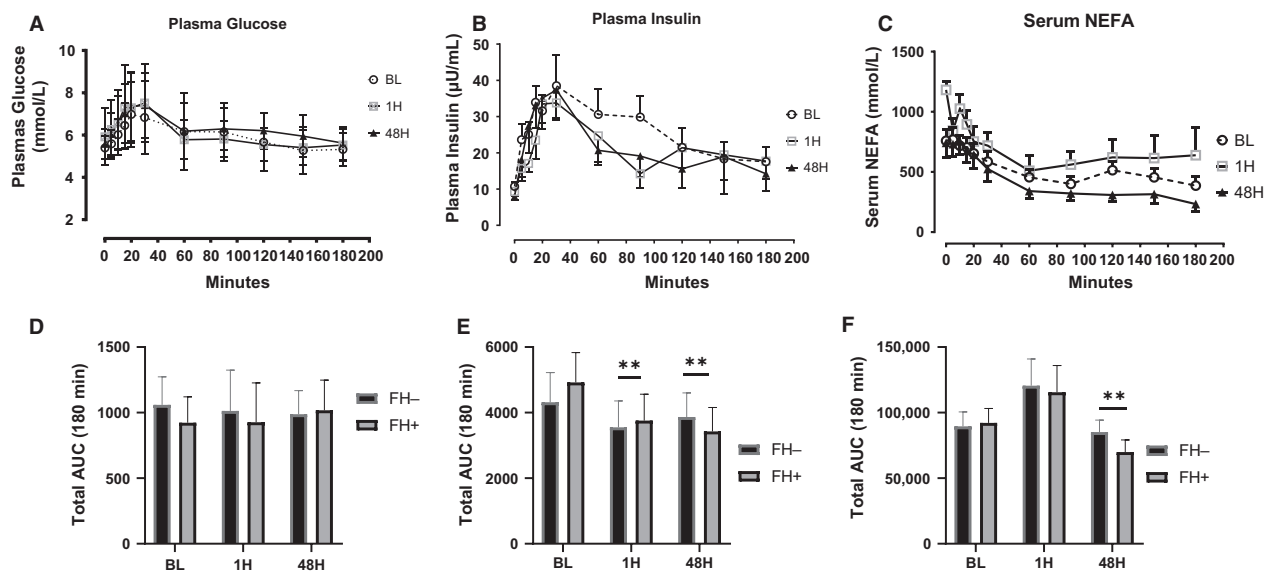 A
Plasma Glucose
Plasmas Glucose
(mmol/L)
10
8
6
4
2
0 20 40 60 80 100 120 140 160 180 200
Minutes
BL
1H
48H
B
Plasma Insulin
Plasma Insulin (µU/mL)
50
40
30
20
10
0
0 20 40 60 80 100 120 140 160 180 200
Minutes
BL
1H
48H
C
Serum NEFA
Serum NEFA (mmol/L)
1500
1000
500
0
0 20 40 60 80 100 120 140 160 180 200
Minutes
BL
1H
48H
D
Total AUC (180 min)
1500
1000
500
0
BL 1H 48H
FH–
FH+
E
Total AUC (180 min)
6000
4000
2000
0
** **
BL 1H 48H
FH–
FH+
F
Total AUC (180 min)
150,000
100,000
50,000
0
**
BL 1H 48H
FH–
FH+